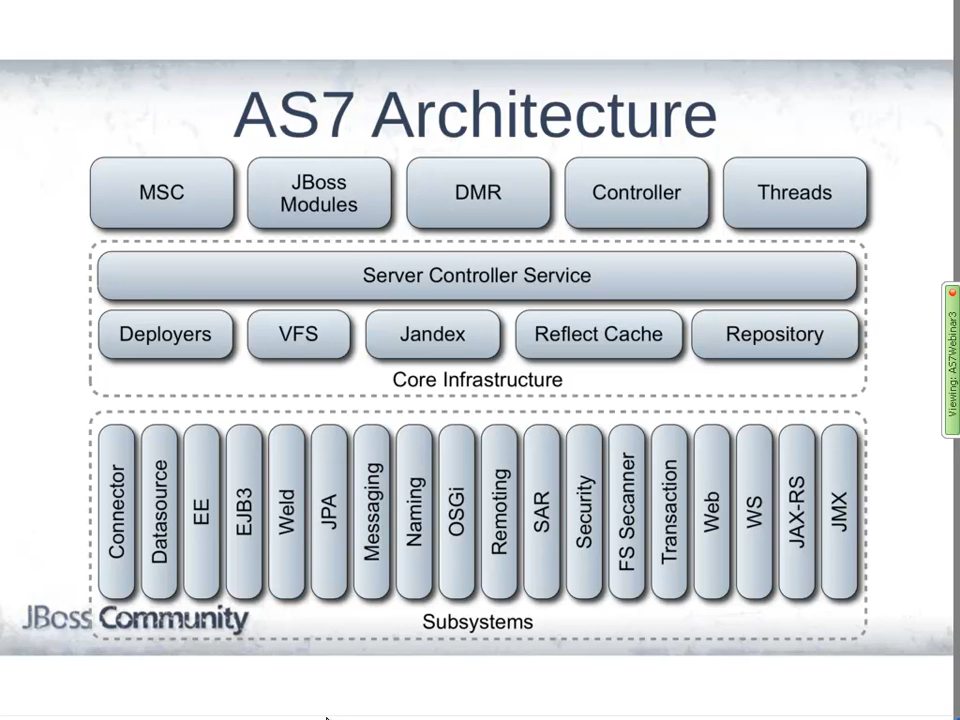 AS7 Architecture
MSC
JBoss
Modules
DMR
Controller
Threads
Server Controller Service
Deployers
VFS
Jandex
Reflect Cache
Repository
Core Infrastructure
Connector
Datasource
EE
EJB3
Weld
JPA
Messaging
Naming
OSGi
Remoting
SAR
Security
FS Secanner
Transaction
Web
WS
JAX-RS
JMX
Subsystems
JBoss Community
Viewing: AS7Webinar3